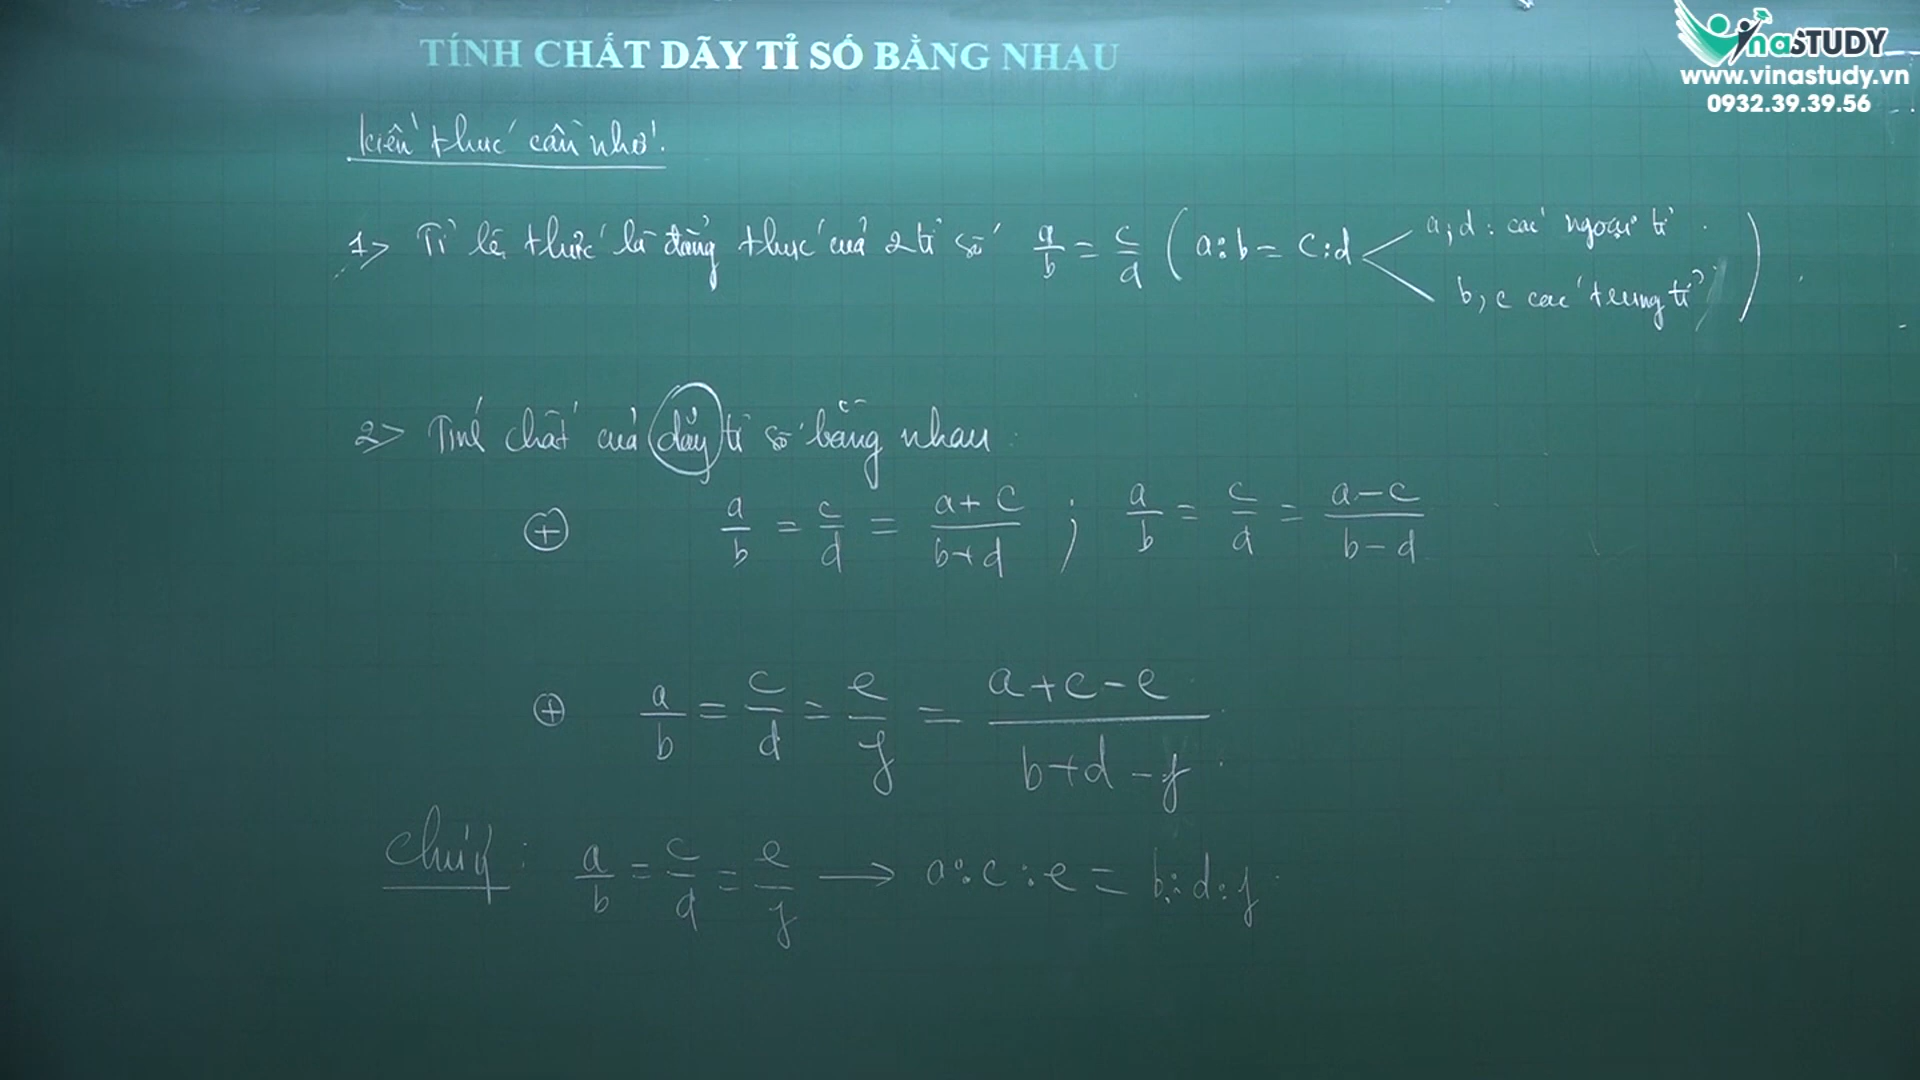 TÍNH CHẤT DÃY TỈ SỐ BẰNG NHAU
VinaSTUDY
www.vinastudy.vn
0932.39.39.56
Kiến thức cần nhớ.
1> Tỉ lệ thức là đẳng thức của 2 tỉ số a/b = c/d (a:b = c:d
a;d: các ngoại tỉ
b,c các trung tỉ)
2> Tính chất của dãy tỉ số bằng nhau:
⊕ a/b = c/d = (a+c)/(b+d) ; a/b = c/d = (a-c)/(b-d)
⊕ a/b = c/d = e/f = (a+c-e)/(b+d-f)
Chú ý: a/b = c/d = e/f → a:c:e = b:d:f